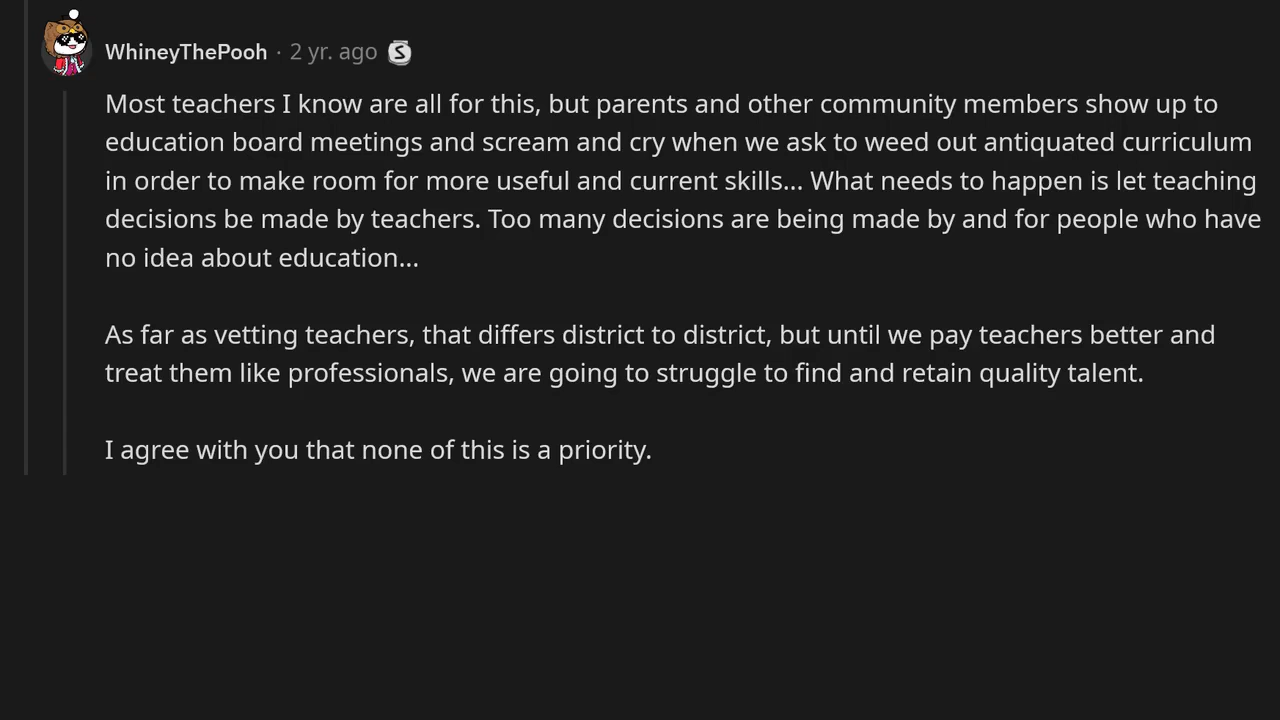 WhineyThePooh · 2 yr. ago
Most teachers I know are all for this, but parents and other community members show up to
education board meetings and scream and cry when we ask to weed out antiquated curriculum
in order to make room for more useful and current skills... What needs to happen is let teaching
decisions be made by teachers. Too many decisions are being made by and for people who have
no idea about education...
As far as vetting teachers, that differs district to district, but until we pay teachers better and
treat them like professionals, we are going to struggle to find and retain quality talent.
I agree with you that none of this is a priority.